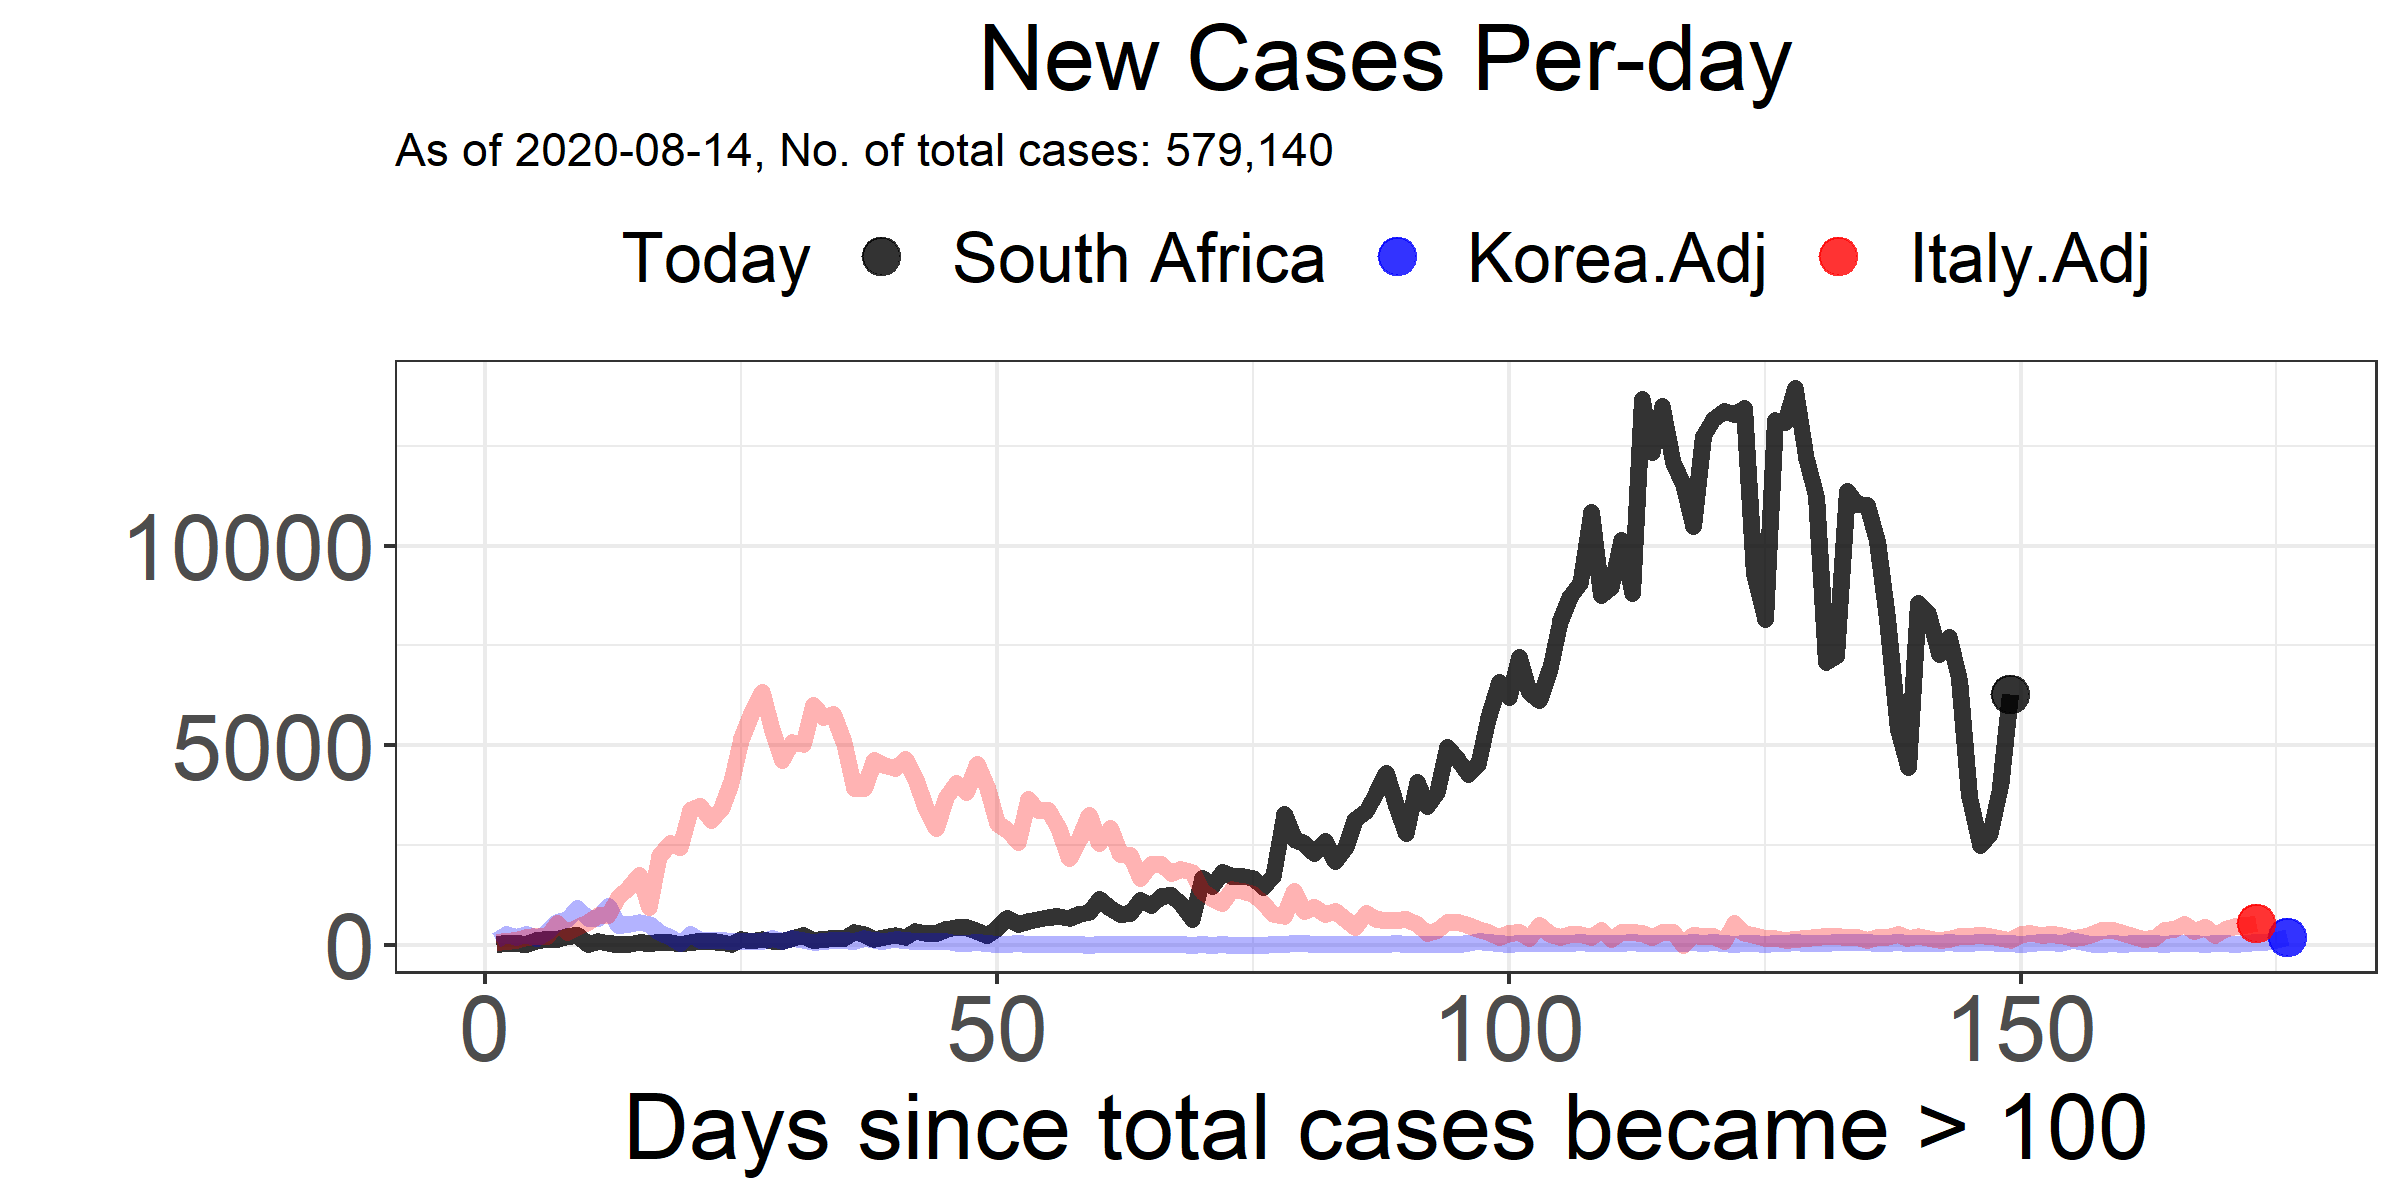 New Cases Per-day
As of 2020-08-14, No. of total cases: 579,140
Today South Africa Korea.Adj Italy.Adj
10000
5000
0
0 50 100 150
Days since total cases became > 100